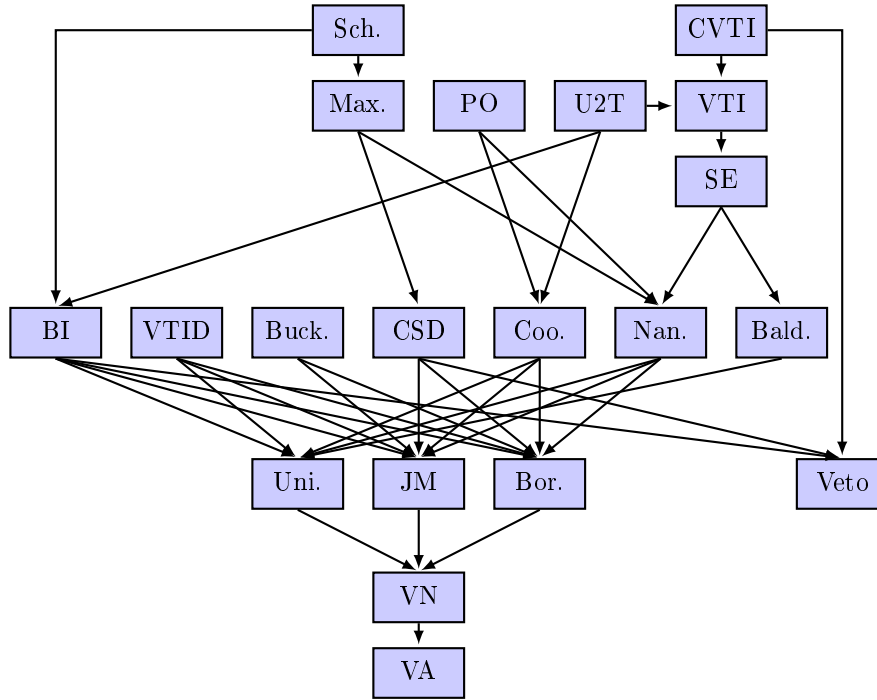 Sch. CVTI
Max. PO U2T VTI
SE
BI VTID Buck. CSD Coo. Nan. Bald.
Uni. JM Bor. Veto
VN
VA